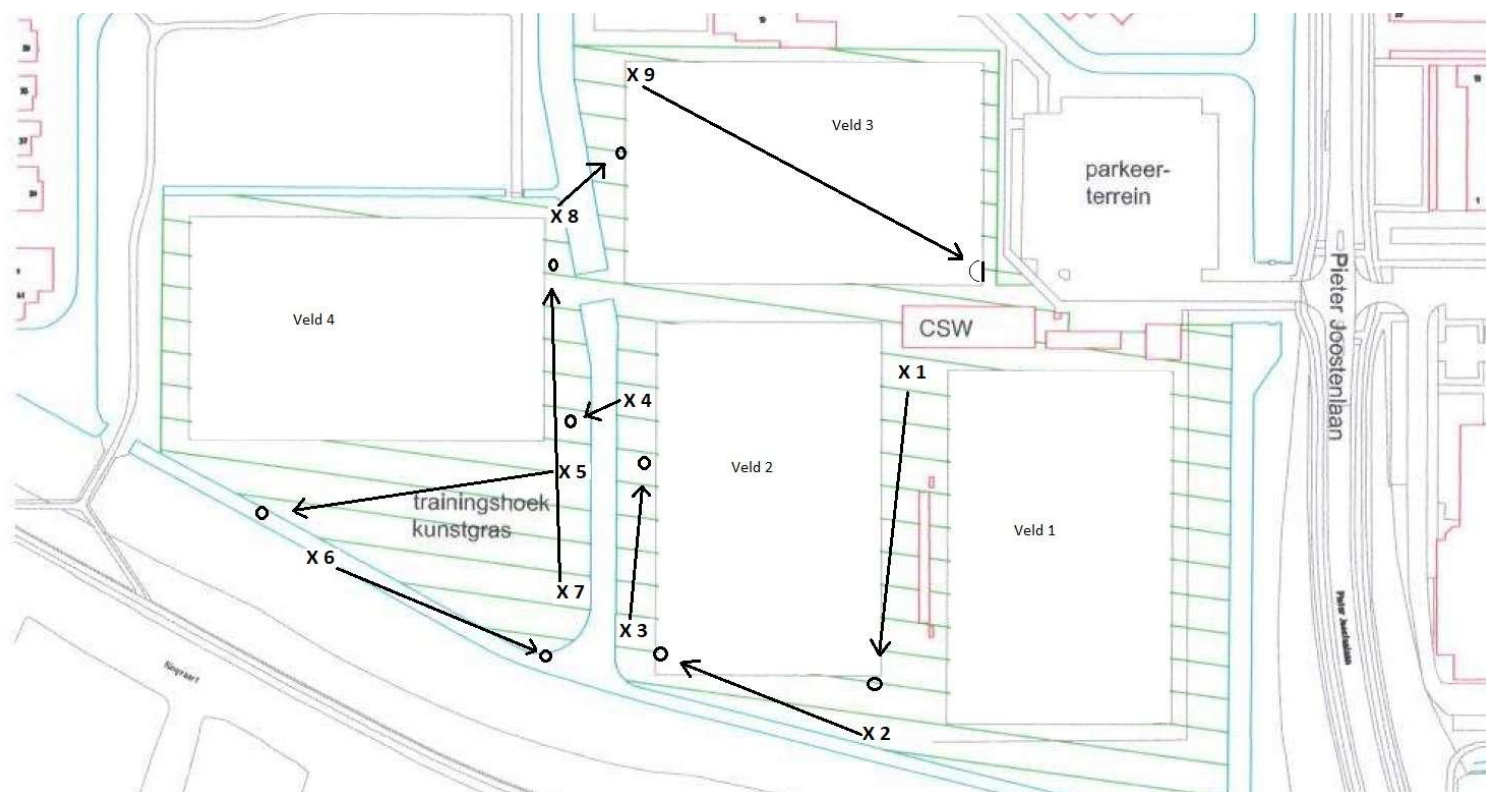 X 9
Veld 3
parkeer-
terrein
X 8
Veld 4
CSW
Pieter Joostenlaan
X 1
X 4
Veld 2
X 5
trainingshoek
kunstgras
Veld 1
X 6
X 7
X 3
X 2